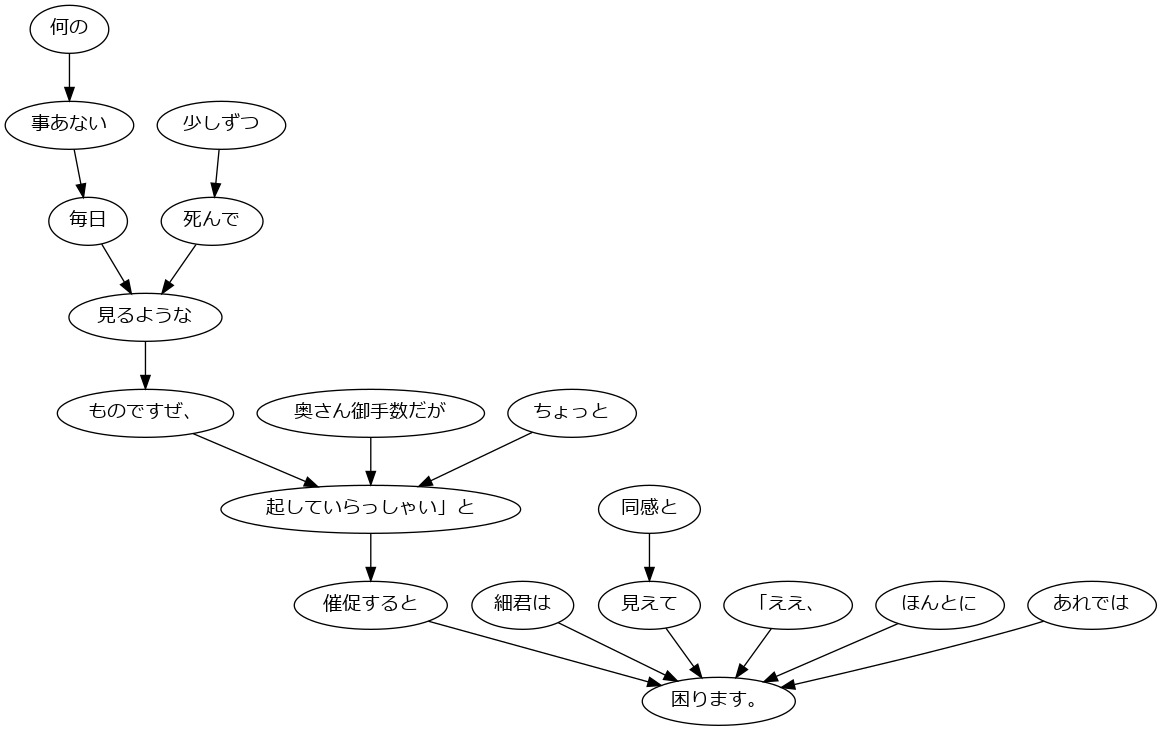 何の
事あない 少しずつ
毎日 死んで
見るような
ものですぜ、 奥さん御手数だが ちょっと
起していらっしゃい」と 同感と
催促すると 細君は 見えて 「ええ、 ほんとに あれでは
困ります。